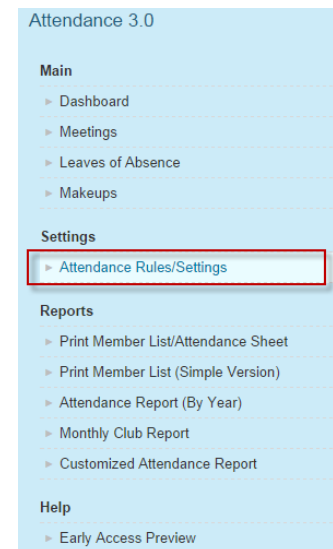 Attendance 3.0
Main
Dashboard
Meetings
Leaves of Absence
Makeups
Settings
Attendance Rules/Settings
Reports
Print Member List/Attendance Sheet
Print Member List (Simple Version)
Attendance Report (By Year)
Monthly Club Report
Customized Attendance Report
Help
Early Access Preview